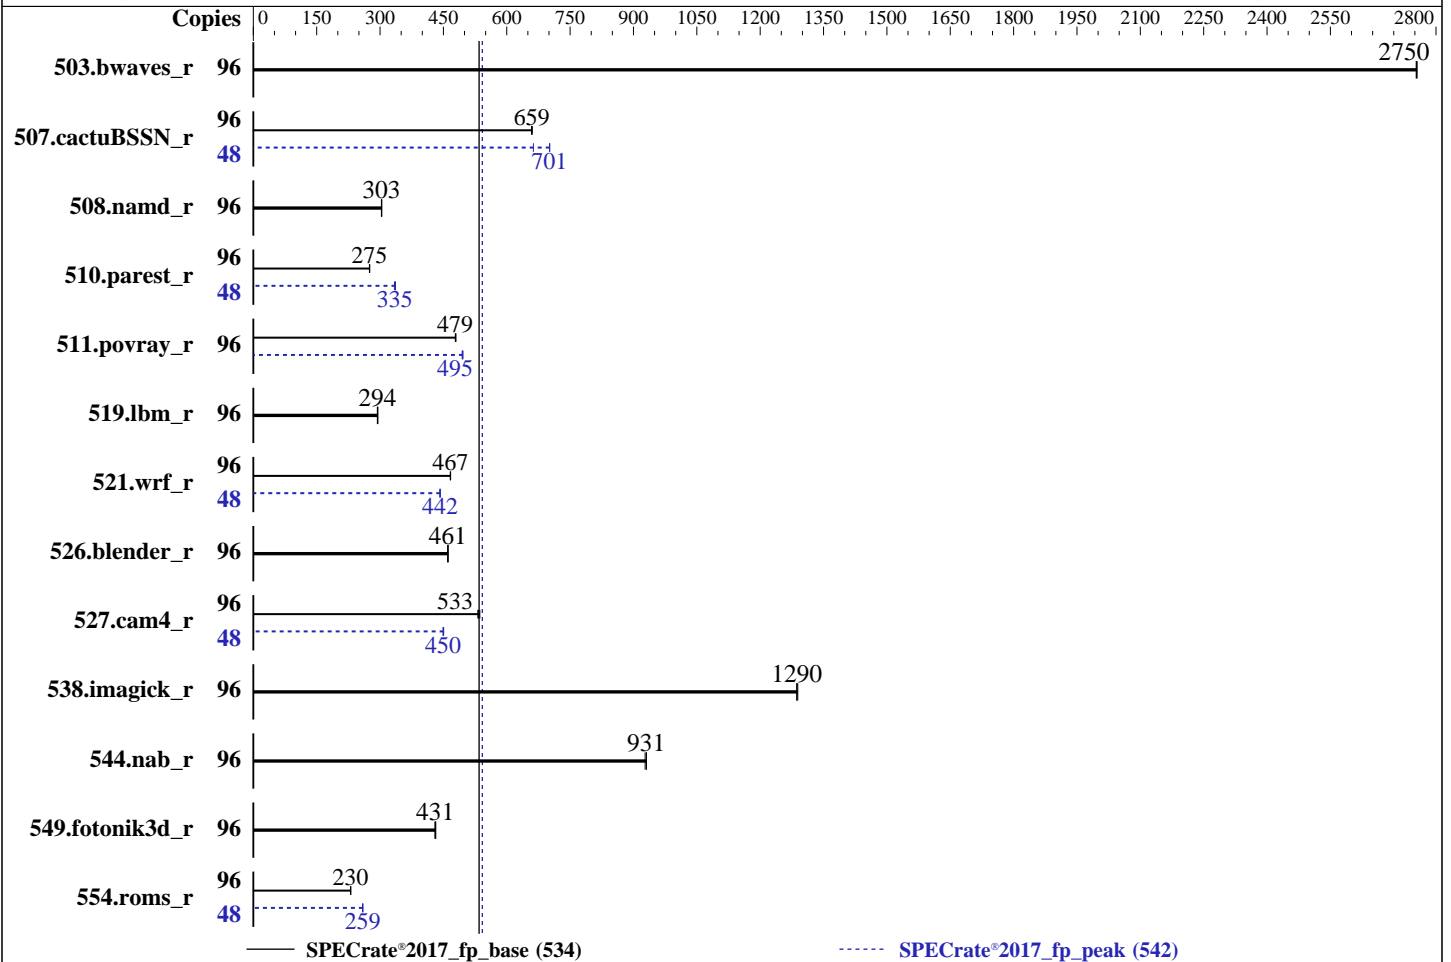 Copies 0 150 300 450 600 750 900 1050 1200 1350 1500 1650 1800 1950 2100 2250 2400 2550 2800
503.bwaves_r 96 2750
507.cactuBSSN_r 96 659
48 701
508.namd_r 96 303
510.parest_r 96 275
48 335
511.povray_r 96 479
495
519.lbm_r 96 294
521.wrf_r 96 467
48 442
526.blender_r 96 461
527.cam4_r 96 533
48 450
538.imagick_r 96 1290
544.nab_r 96 931
549.fotonik3d_r 96 431
554.roms_r 96 230
48 259
SPECrate®2017_fp_base (534) SPECrate®2017_fp_peak (542)